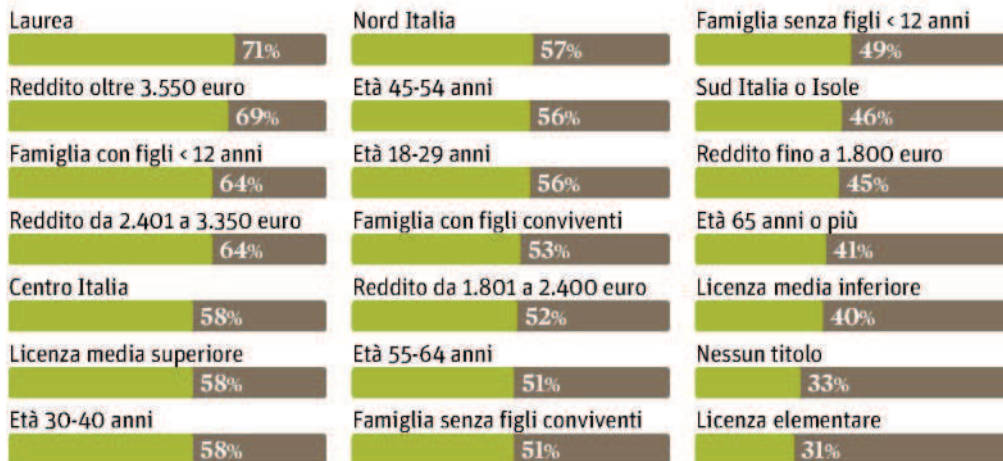 Laurea
71%
Reddito oltre 3.550 euro
69%
Famiglia con figli < 12 anni
64%
Reddito da 2.401 a 3.350 euro
64%
Centro Italia
58%
Licenza media superiore
58%
Età 30-40 anni
58%
Nord Italia
57%
Età 45-54 anni
56%
Età 18-29 anni
56%
Famiglia con figli conviventi
53%
Reddito da 1.801 a 2.400 euro
52%
Età 55-64 anni
51%
Famiglia senza figli conviventi
51%
Famiglia senza figli < 12 anni
49%
Sud Italia o Isole
46%
Reddito fino a 1.800 euro
45%
Età 65 anni o più
41%
Licenza media inferiore
40%
Nessun titolo
33%
Licenza elementare
31%